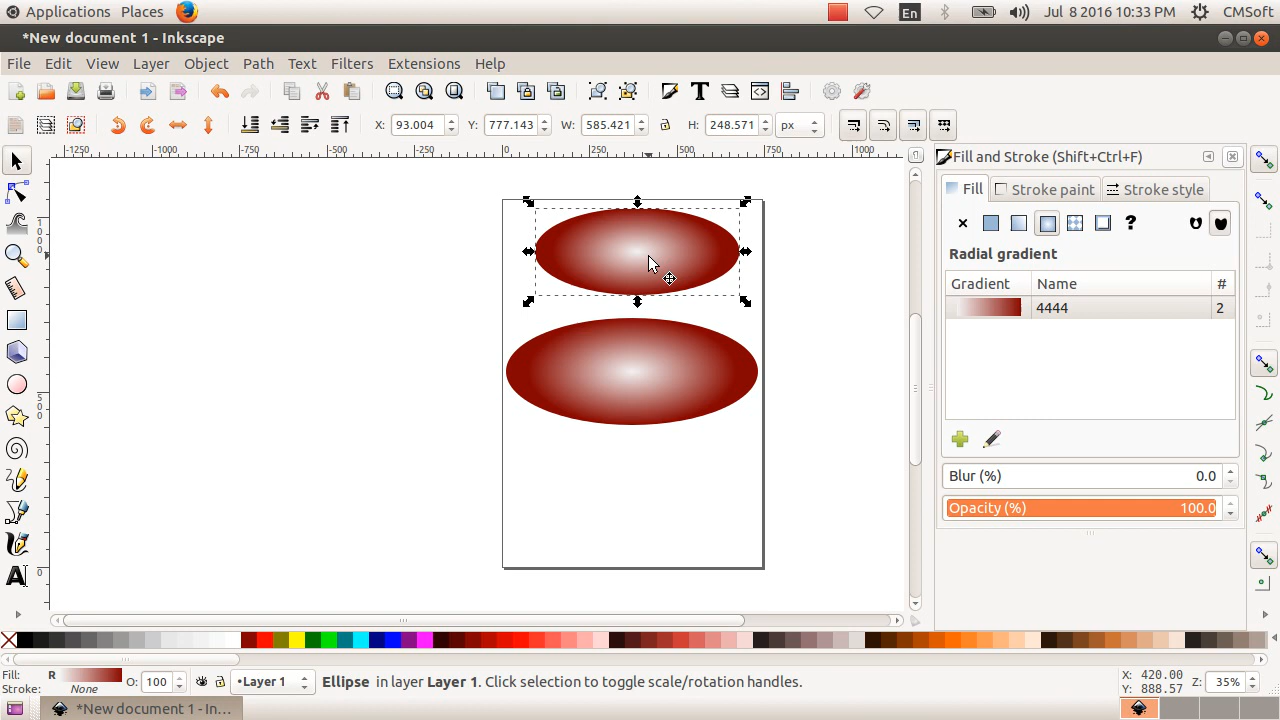 Applications Places En Jul 8 2016 10:33 PM CMSoft
*New document 1 - Inkscape
File Edit View Layer Object Path Text Filters Extensions Help
X: 93.004 Y: 777.143 W: 585.421 H: 248.571 px
-1250 -1000 -750 -500 -250 0 250 500 750 1000
Fill and Stroke (Shift+Ctrl+F)
Fill Stroke paint Stroke style
Radial gradient
Gradient Name #
4444 2
Blur (%) 0.0
Opacity (%) 100.0
1000
500
0
Fill: R O: 100 •Layer 1 Ellipse in layer Layer 1. Click selection to toggle scale/rotation handles. X: 420.00 Z: 35%
Stroke: None Y: 888.57
*New document 1 - In...